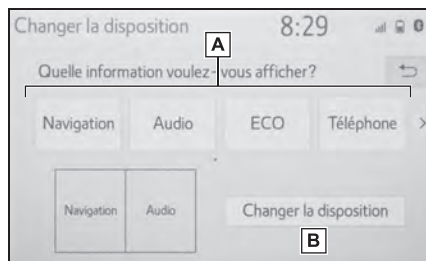 Changer la disposition 8:29 0
A
Quelle information voulez-vous afficher?
Navigation Audio ECO Téléphone >
Navigation Audio Changer la disposition
B